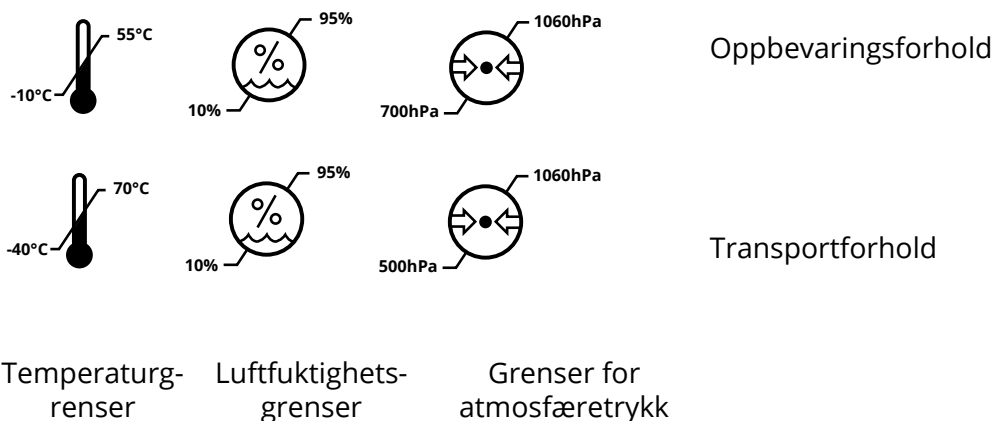 55°C
-10°C
95%
%
10%
1060hPa
700hPa
Oppbevaringsforhold
70°C
-40°C
95%
%
10%
1060hPa
500hPa
Transportforhold
Temperaturg-
renser
Luftfuktighets-
grenser
Grenser for
atmosfæretrykk